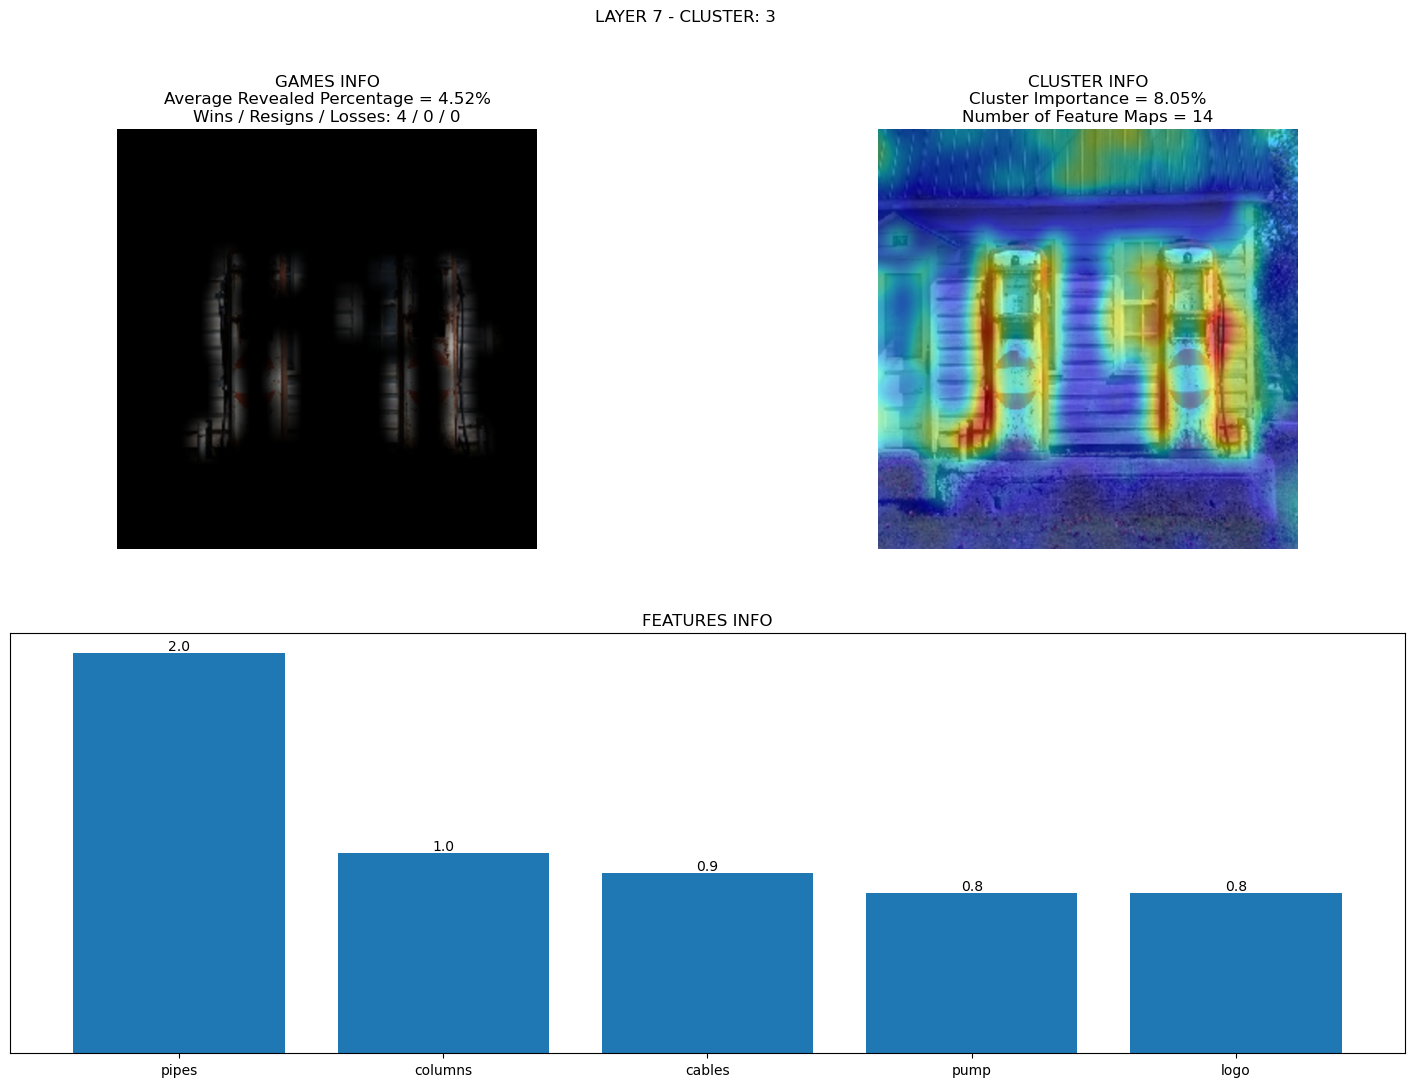 LAYER 7 - CLUSTER: 3
GAMES INFO
Average Revealed Percentage = 4.52%
Wins / Resigns / Losses: 4 / 0 / 0
CLUSTER INFO
Cluster Importance = 8.05%
Number of Feature Maps = 14
FEATURES INFO
2.0
1.0
0.9
0.8
0.8
pipes
columns
cables
pump
logo